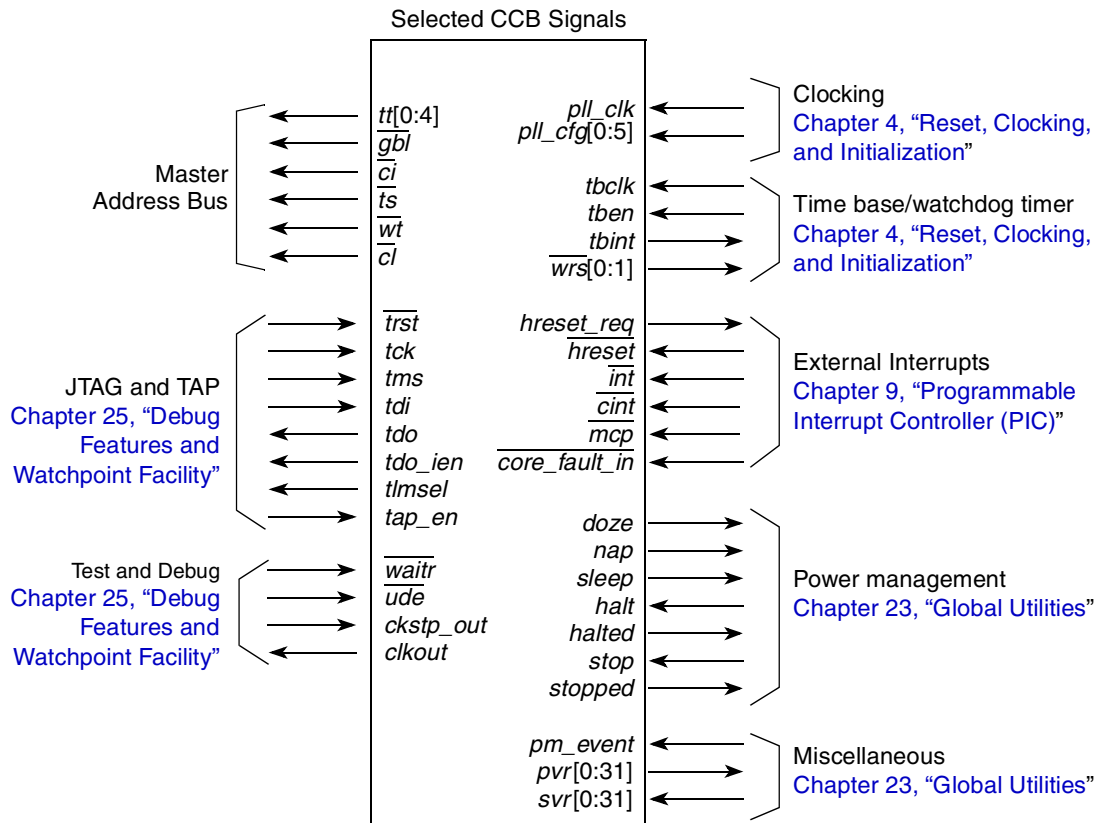 Selected CCB Signals
Master
Address Bus
tt[0:4]
gbl
ci
ts
wt
cl
JTAG and TAP
Chapter 25, “Debug
Features and
Watchpoint Facility”
trst
tck
tms
tdi
tdo
tdo_ien
tlmsel
tap_en
Test and Debug
Chapter 25, “Debug
Features and
Watchpoint Facility”
waitr
ude
ckstp_out
clkout
pll_clk
pll_cfg[0:5]
Clocking
Chapter 4, “Reset, Clocking,
and Initialization”
tbclk
tben
tbint
wrs[0:1]
Time base/watchdog timer
Chapter 4, “Reset, Clocking,
and Initialization”
hreset_req
hreset
int
cint
mcp
core_fault_in
External Interrupts
Chapter 9, “Programmable
Interrupt Controller (PIC)”
doze
nap
sleep
halt
halted
stop
stopped
Power management
Chapter 23, “Global Utilities”
pm_event
pvr[0:31]
svr[0:31]
Miscellaneous
Chapter 23, “Global Utilities”